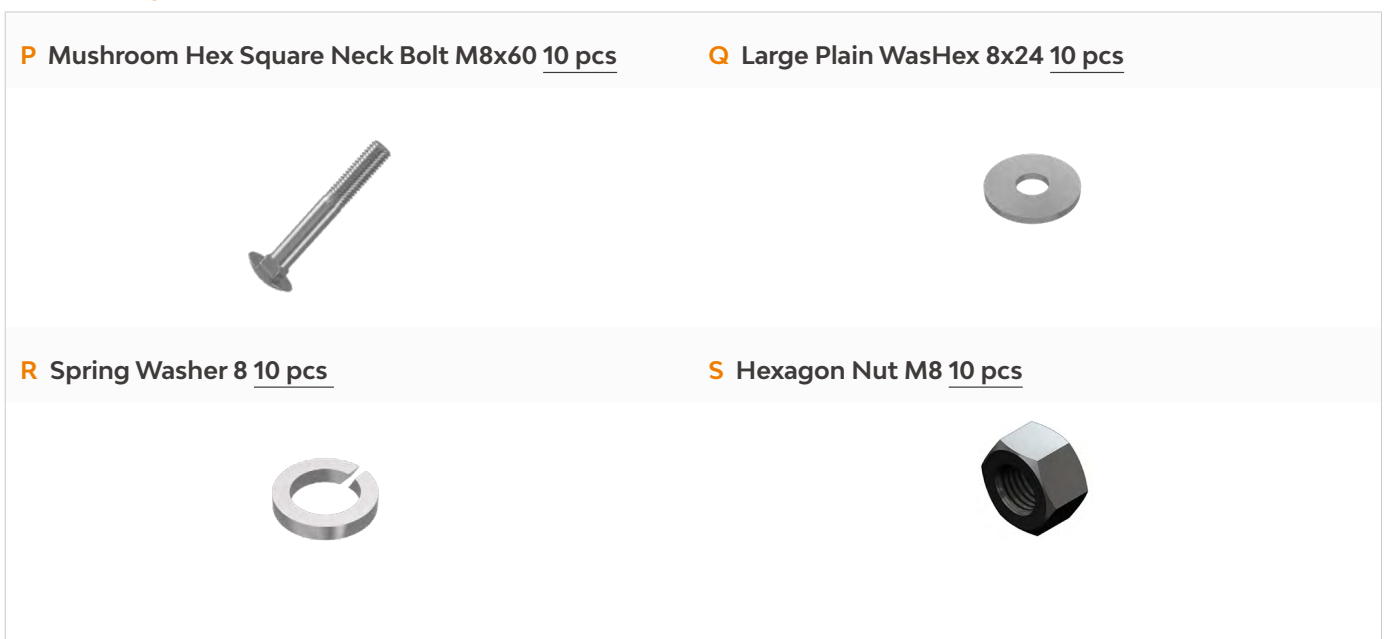 P Mushroom Hex Square Neck Bolt M8x60 10 pcs
Q Large Plain WasHex 8x24 10 pcs
R Spring Washer 8 10 pcs
S Hexagon Nut M8 10 pcs